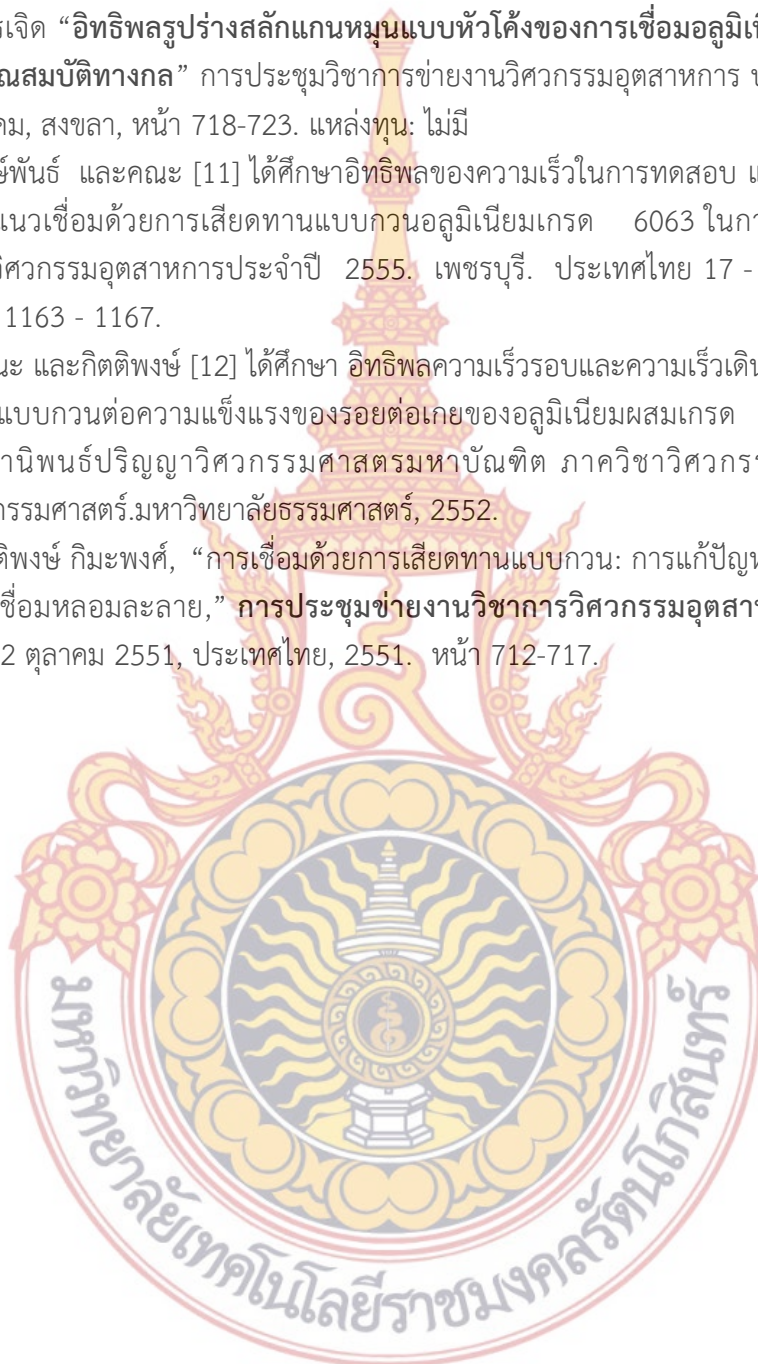 รเจิด “อิทธิพลรูปร่างสลักแกนหมุนแบบหัวโค้งของการเชื่อมอลูมิเนี
ณสมบัติทางกล” การประชุมวิชาการข่ายงานวิศวกรรมอุตสาหการ
คม, สงขลา, หน้า 718-723. แหล่งทุน: ไม่มี
ษ์พันธ์ และคณะ [11] ได้ศึกษาอิทธิพลของความเร็วในการทดสอบ แ
แนวเชื่อมด้วยการเสียดทานแบบกวนอลูมิเนียมเกรด 6063 ในกา
วิศวกรรมอุตสาหการประจำปี 2555. เพชรบุรี. ประเทศไทย 17 -
1163 - 1167.
นะ และกิตติพงษ์ [12] ได้ศึกษา อิทธิพลความเร็วรอบและความเร็วเดิน
แบบกวนต่อความแข็งแรงของรอยต่อเกยของอลูมิเนียมผสมเกรด
านิพนธ์ปริญญาวิศวกรรมศาสตรมหาบัณฑิต ภาควิชาวิศวกรร
กรรมศาสตร์.มหาวิทยาลัยธรรมศาสตร์, 2552.
ติพงษ์ กิมะพงศ์, “การเชื่อมด้วยการเสียดทานแบบกวน: การแก้ปัญห
เชื่อมหลอมละลาย,” การประชุมข่ายงานวิชาการวิศวกรรมอุตสา
2 ตุลาคม 2551, ประเทศไทย, 2551. หน้า 712-717.
มหาวิทยาลัยเทคโนโลยีราชมงคลรัตนโกสินทร์